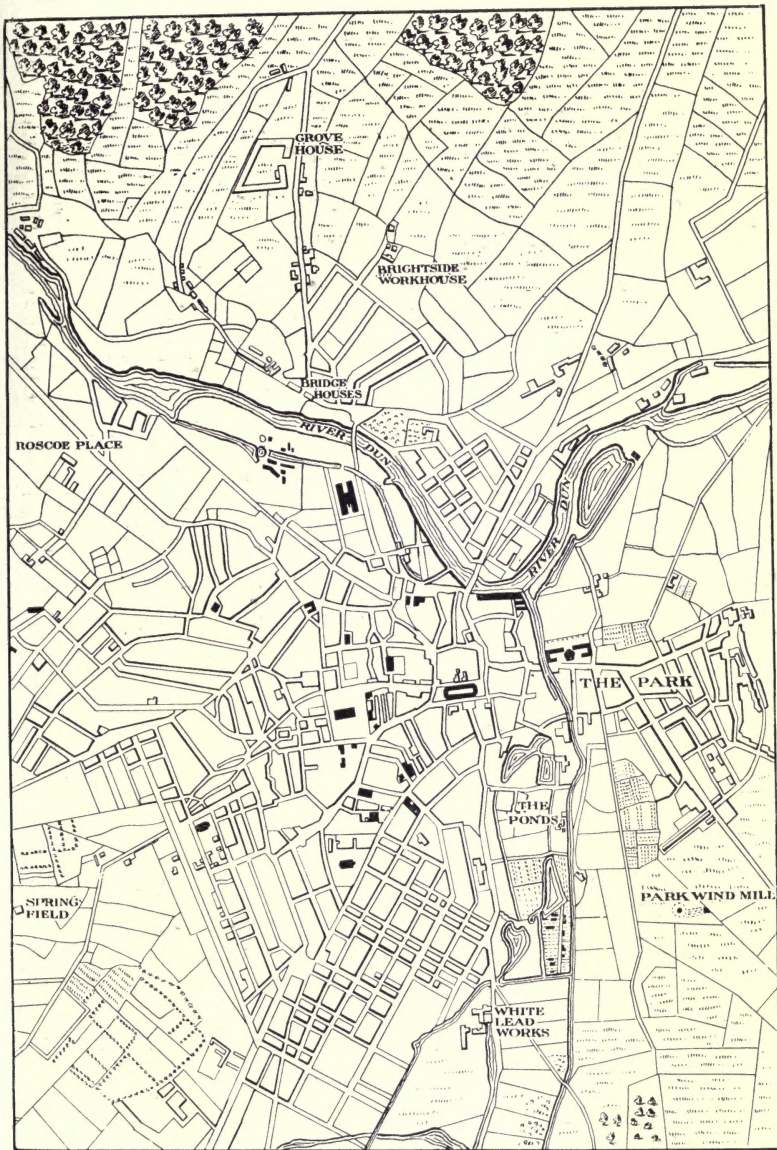 GROVE
HOUSE
BRIGHTSIDE
WORKHOUSE
BRIDGE
HOUSES
RIVER DUN
ROSCOE PLACE
RIVER DUN
THE PARK
THE
PONDS
PARK WIND MILL
SPRING
FIELD
WHITE
LEAD
WORKS